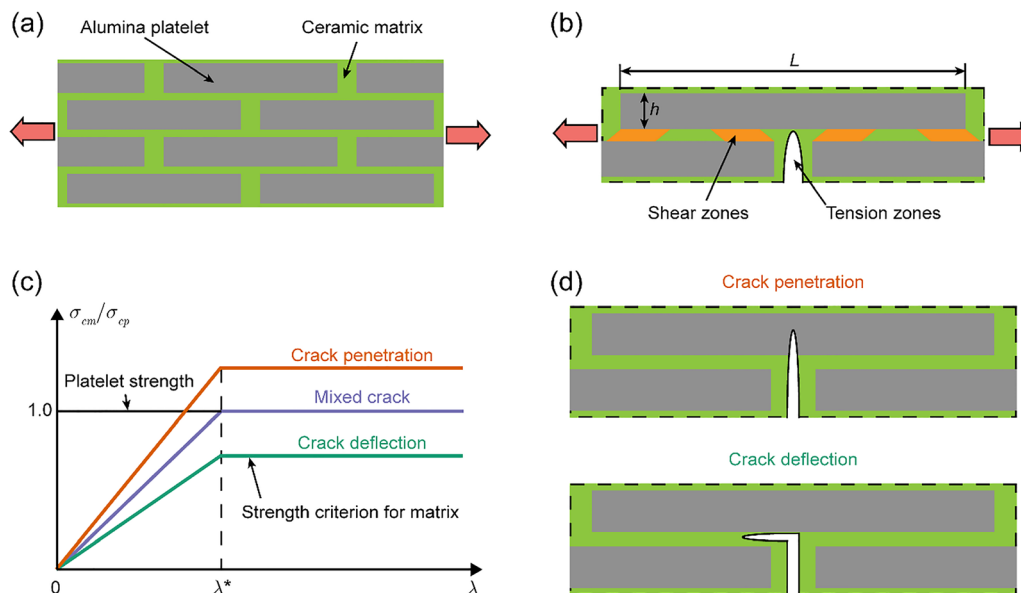 (a)
Alumina platelet
Ceramic matrix
(b)
L
h
Shear zones
Tension zones
(c)
σcm/σcp
Crack penetration
Platelet strength
Mixed crack
1.0
Crack deflection
Strength criterion for matrix
0
λ*
λ
(d)
Crack penetration
Crack deflection